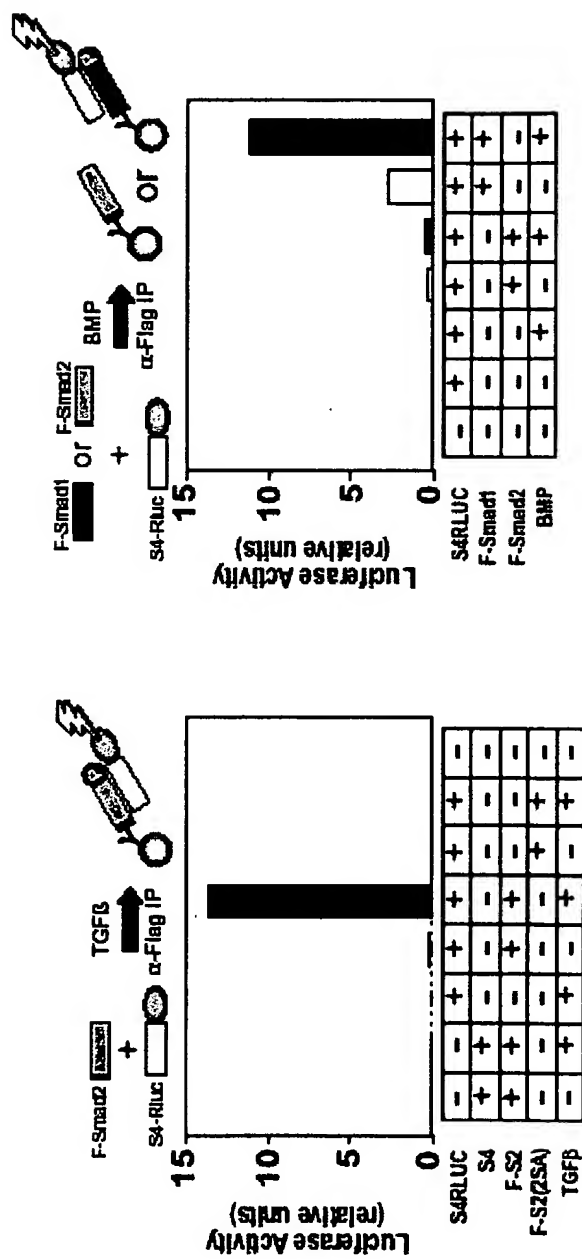 TGFß
F-Smad2
+
α-Flag IP
S4-Rluc
P
Luciferase Activity
(relative units)
15
10
5
0
S4RLUC - - + + + + + -
S4 + + - - - - - -
F-S2 + + - + + - - -
F-S2(2SA) - - - - - + + -
TGFß - + + - + - + -
F-Smad1 or F-Smad2
BMP
+
α-Flag IP
S4-Rluc
or
P
Luciferase Activity
(relative units)
15
10
5
0
S4RLUC - + + + + + +
F-Smad1 - - - - - + +
F-Smad2 - - - + + - -
BMP - - + - + - +